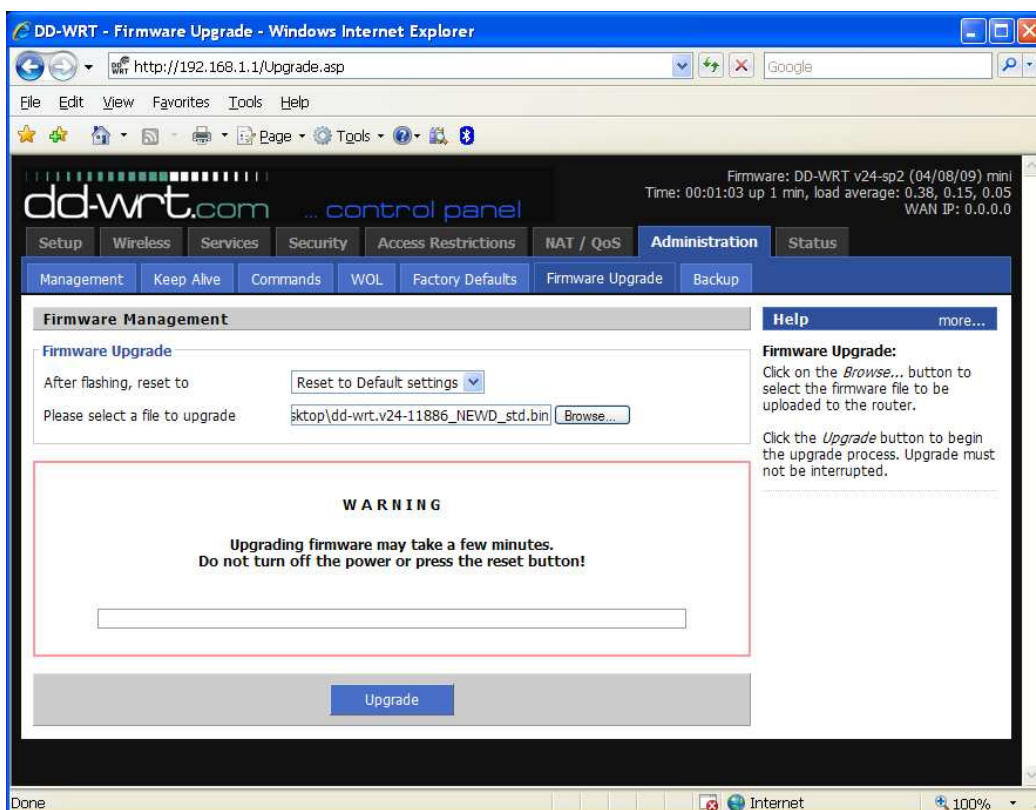 DD-WRT - Firmware Upgrade - Windows Internet Explorer
http://192.168.1.1/Upgrade.asp
Google
File Edit View Favorites Tools Help
Page Tools
dd-wrt.com ... control panel
Firmware: DD-WRT v24-sp2 (04/08/09) mini
Time: 00:01:03 up 1 min, load average: 0.38, 0.15, 0.05
WAN IP: 0.0.0.0
Setup Wireless Services Security Access Restrictions NAT / QoS Administration Status
Management Keep Alive Commands WOL Factory Defaults Firmware Upgrade Backup
Firmware Management
Firmware Upgrade
After flashing, reset to Reset to Default settings
Please select a file to upgrade sktop\dd-wrt.v24-11886_NEWD_std.bin Browse...
WARNING
Upgrading firmware may take a few minutes.
Do not turn off the power or press the reset button!
Upgrade
Help more...
Firmware Upgrade:
Click on the Browse... button to
select the firmware file to be
uploaded to the router.
Click the Upgrade button to begin
the upgrade process. Upgrade must
not be interrupted.
Done Internet 100%